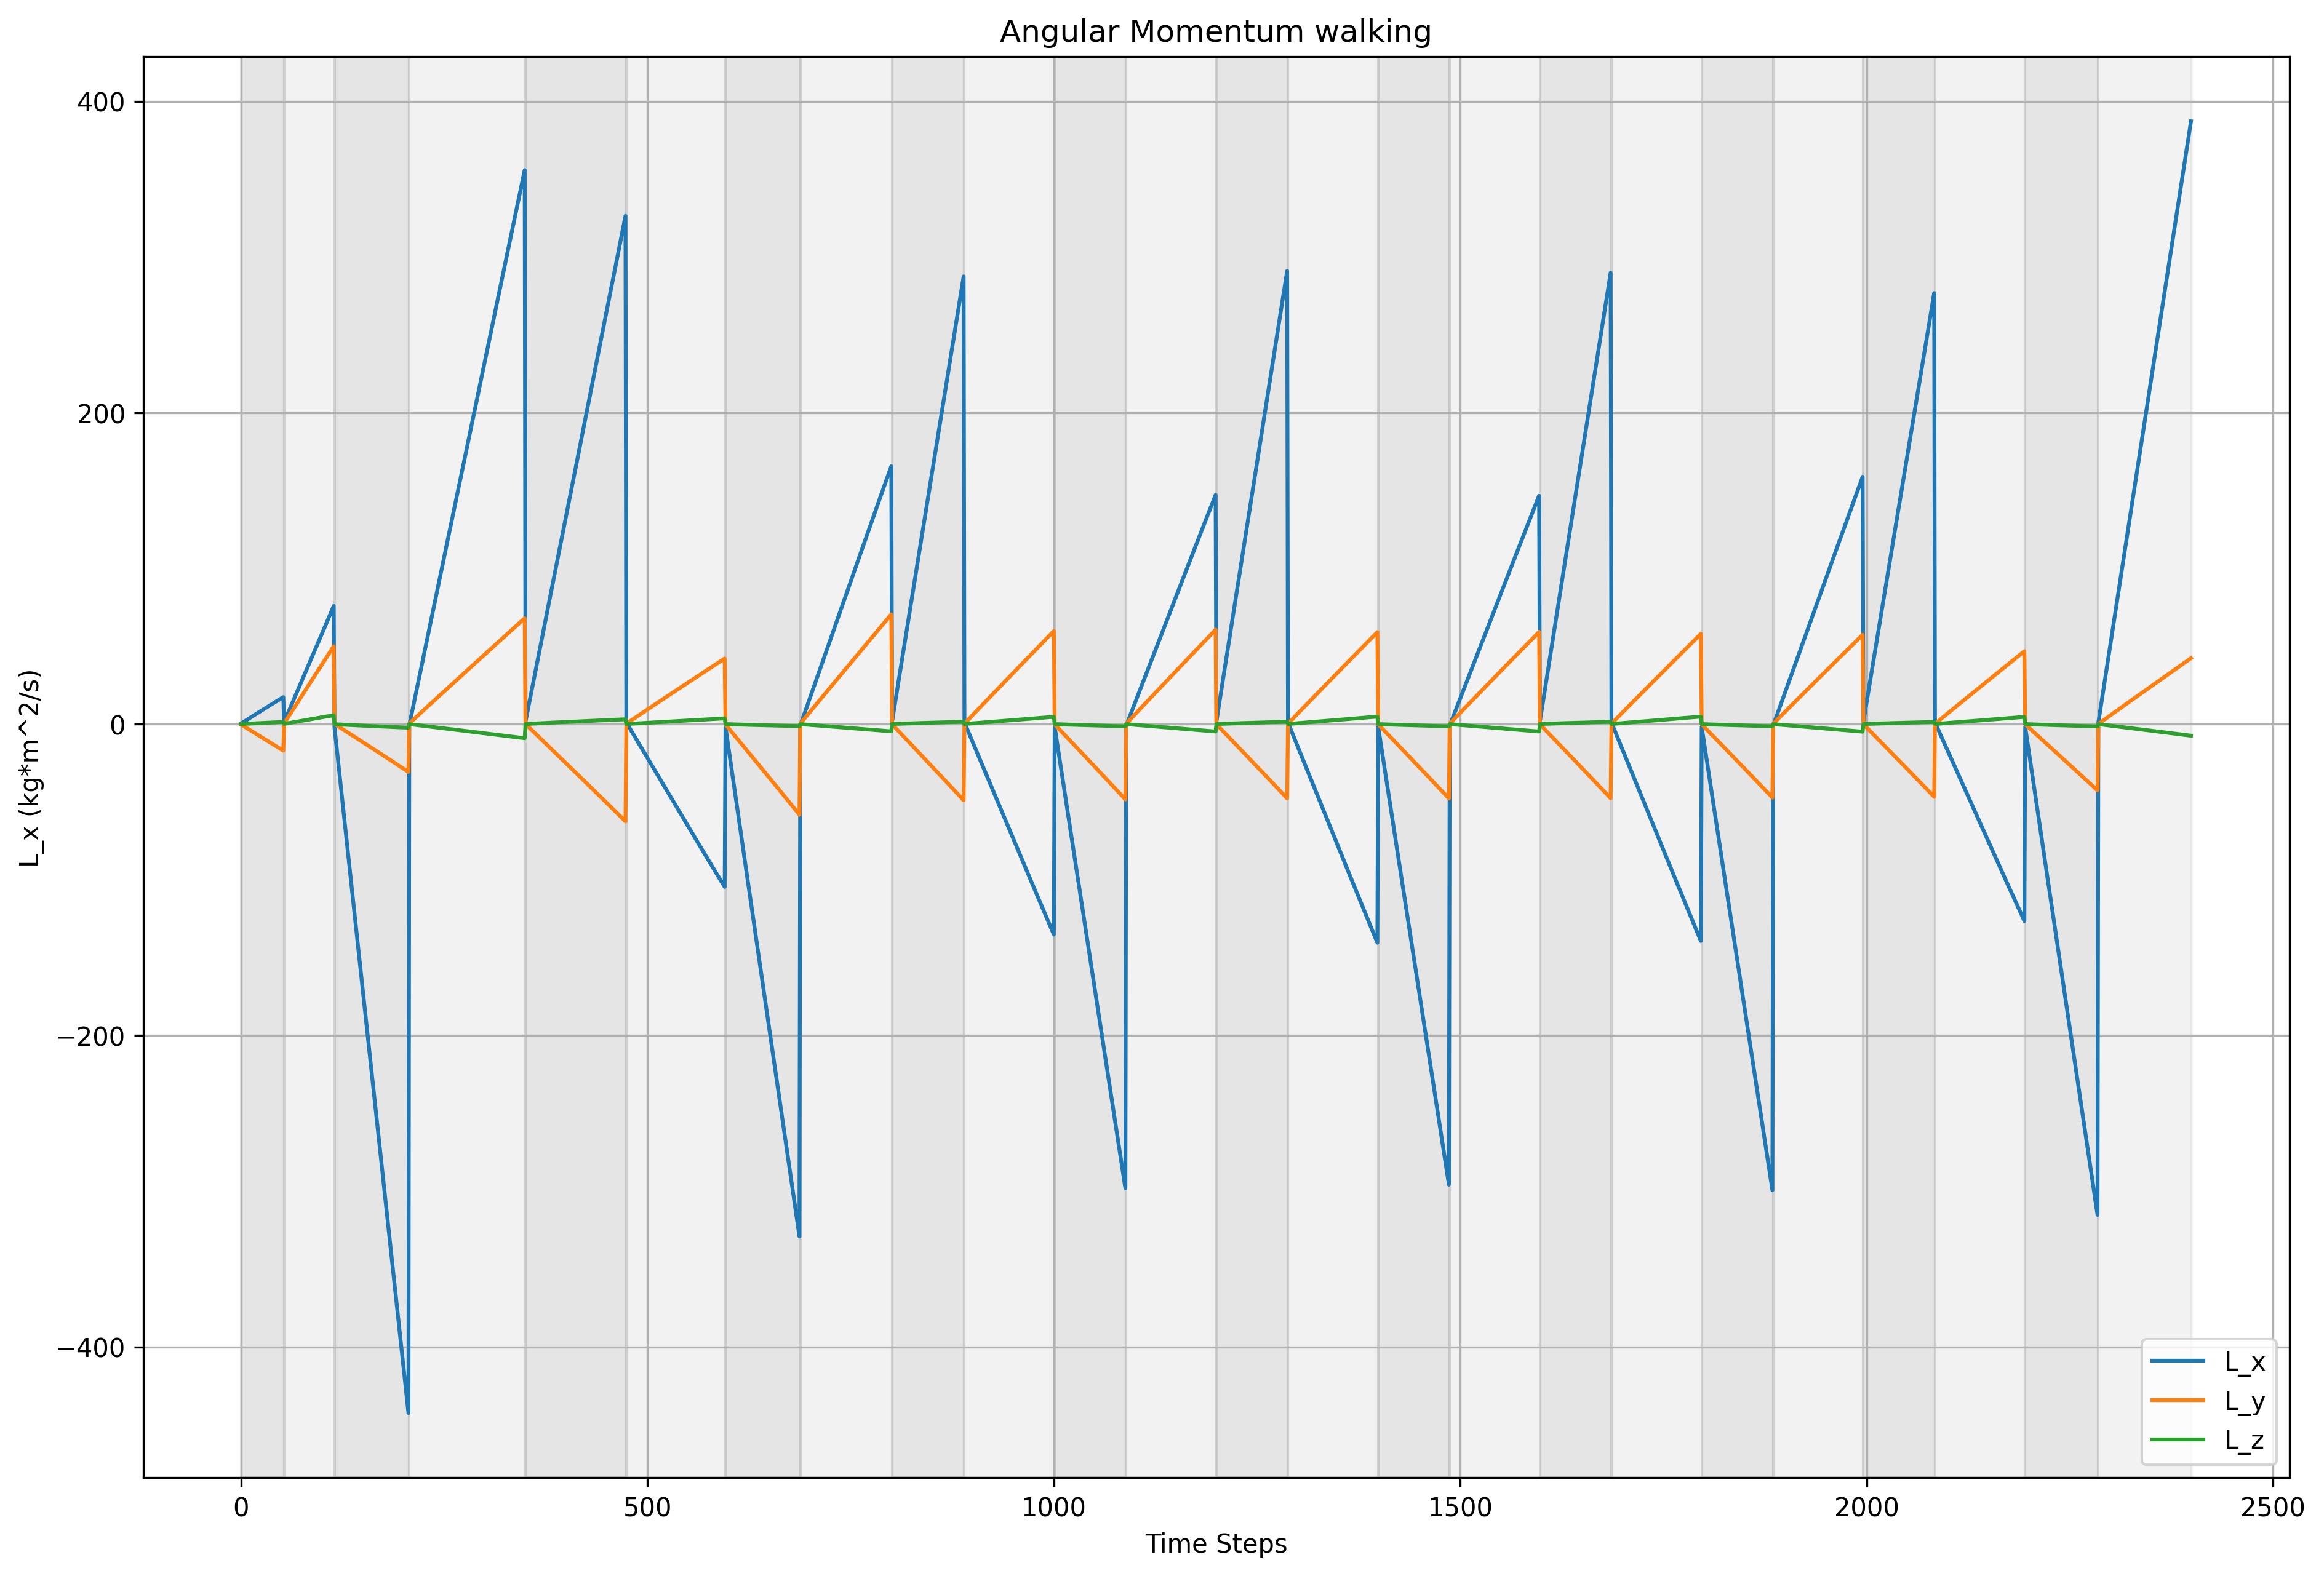 Angular Momentum walking
L_x (kg*m^2/s)
400
200
0
−200
−400
0
500
1000
1500
2000
2500
Time Steps
L_x
L_y
L_z